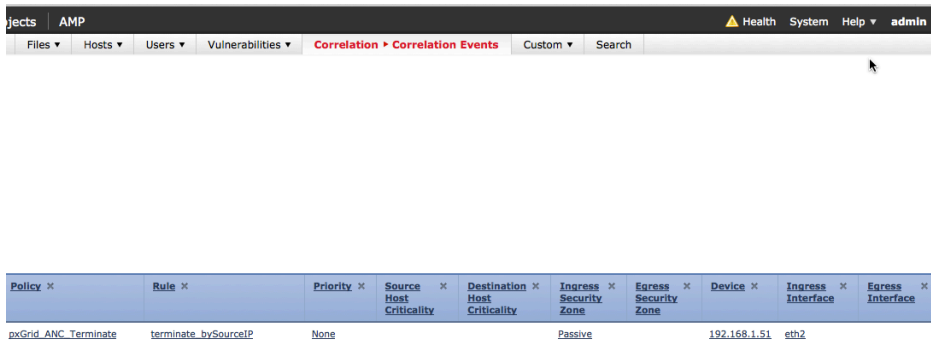 jects AMP Health System Help ▾ admin
Files ▾ Hosts ▾ Users ▾ Vulnerabilities ▾ Correlation ▸ Correlation Events Custom ▾ Search
Policy × Rule × Priority × Source × Destination × Ingress × Egress × Device × Ingress × Egress ×
Host Host Security Security Interface Interface
Criticality Criticality Zone Zone
pxGrid_ANC_Terminate terminate_bySourceIP None Passive 192.168.1.51 eth2